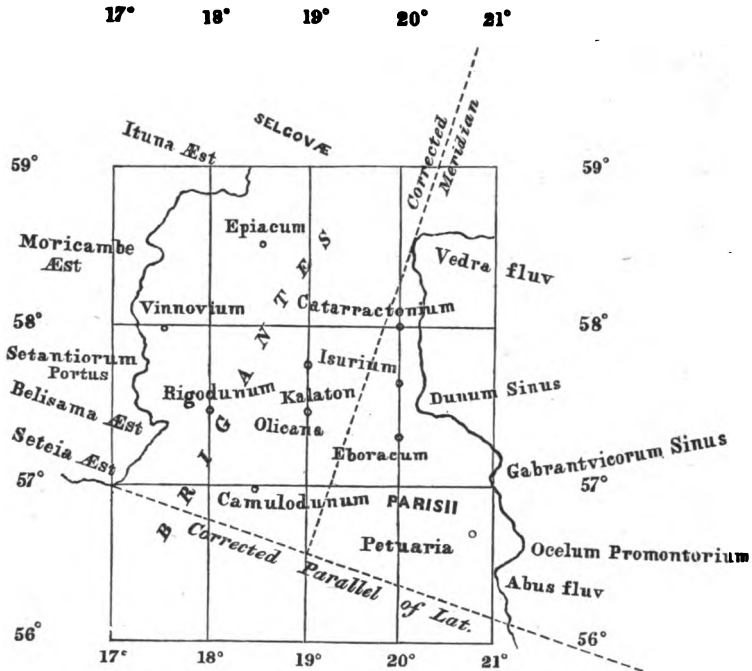 17° 18° 19° 20° 21°
Ituna Æst
SELGOVÆ
Corrected Meridian
59° 59°
Epiacum
Moricambe
Æst
Vedra fluv
BRIGANTES
Vinnovium
Catarractonium
58° 58°
Setantiorum
Portus
Isurium
Rigodunum
Kalaton
Dunum Sinus
Belisama Æst
Olicana
Seteia Æst
Eboracum
Gabrantvicorum Sinus
57° 57°
Camulodunum
PARISII
Petuaria
Ocelum Promontorium
Corrected Parallel of Lat.
Abus fluv
56° 56°
17° 18° 19° 20° 21°